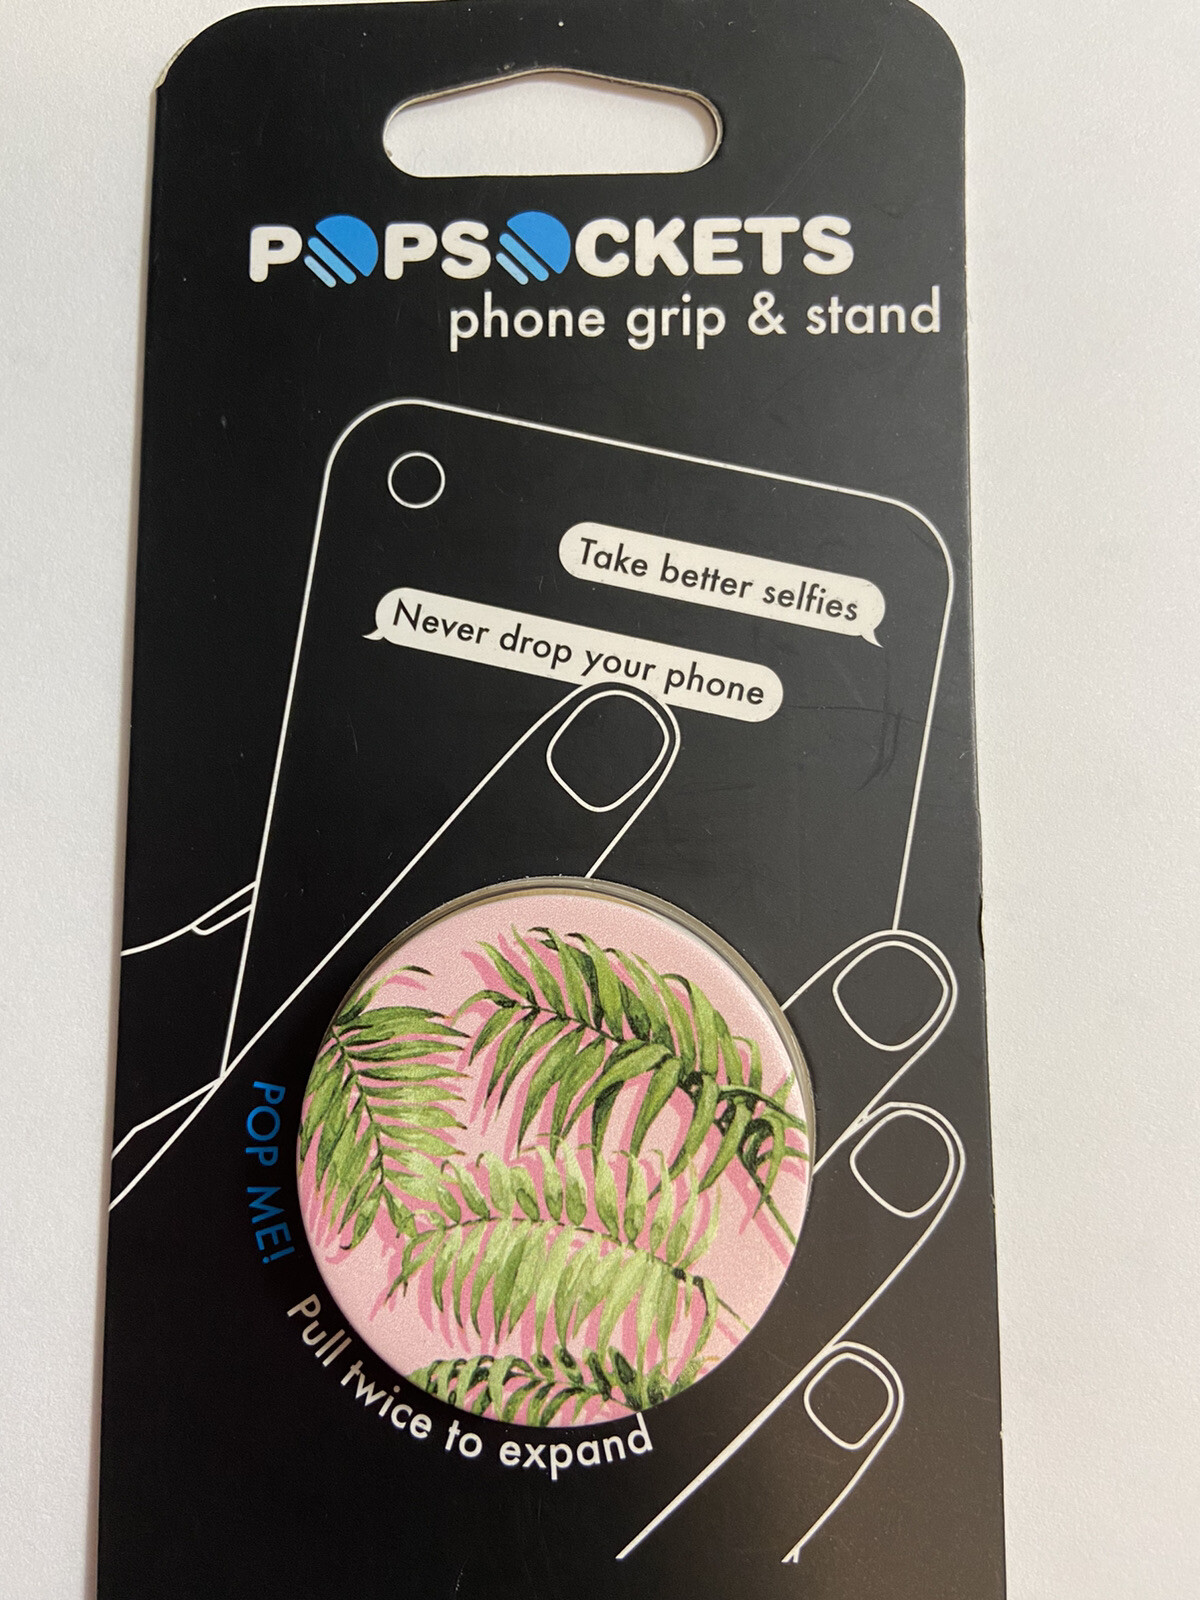 POPSOCKETS
phone grip & stand
Take better selfies
Never drop your phone
POP ME!
Pull twice to expand